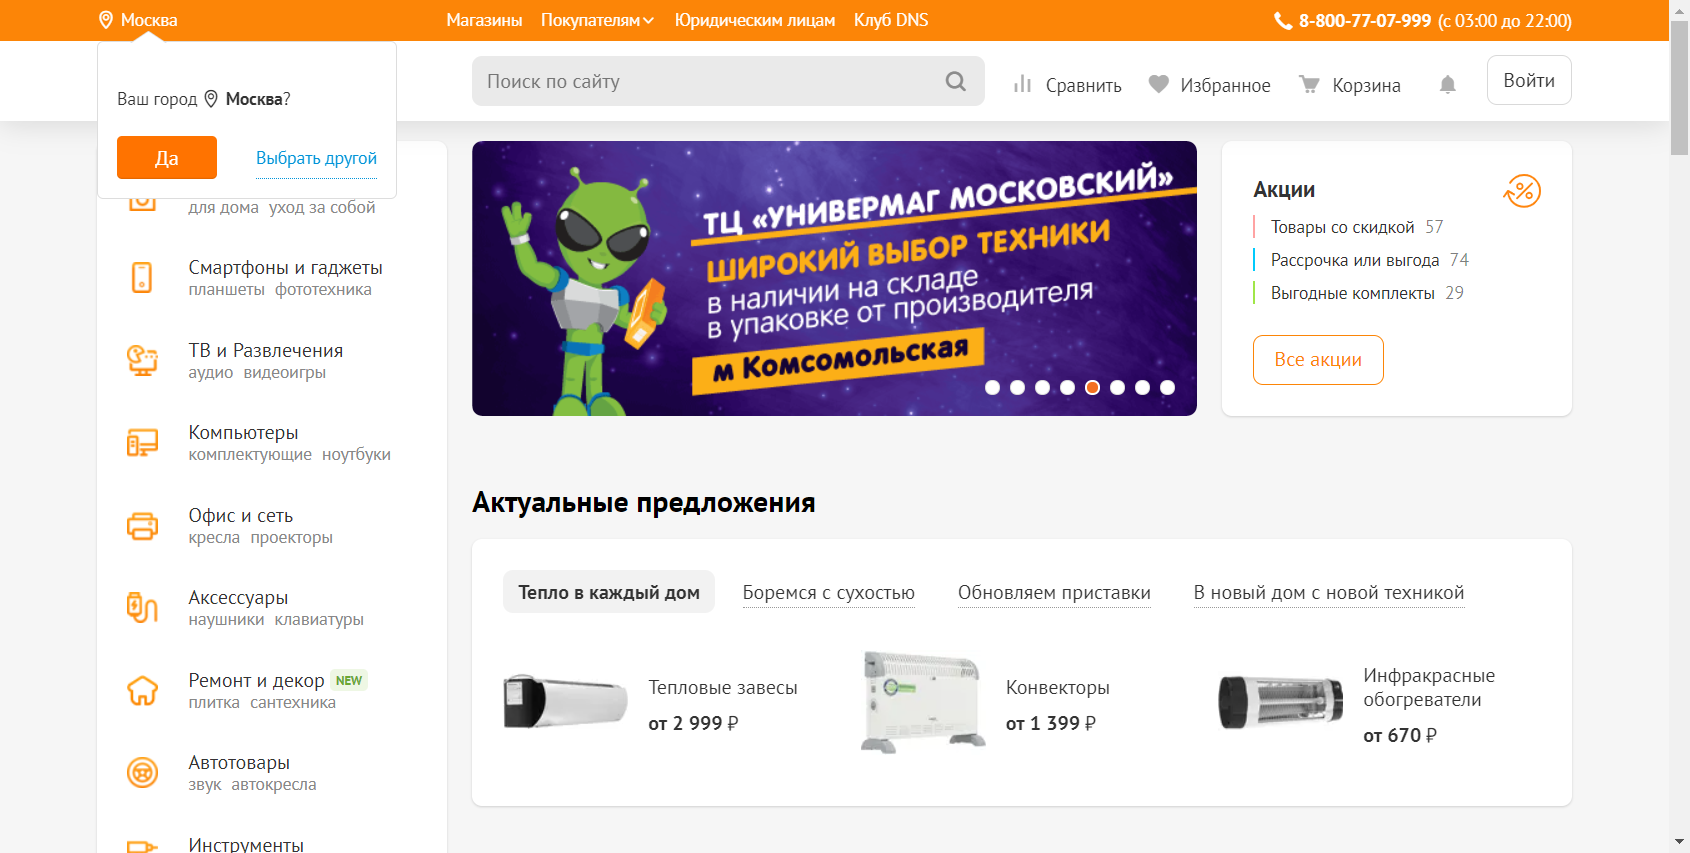 Москва
Магазины Покупателям Юридическим лицам Клуб DNS
8-800-77-07-999 (с 03:00 до 22:00)
Ваш город Москва?
Да Выбрать другой
Поиск по сайту
Сравнить Избранное Корзина Войти
для дома уход за собой
Смартфоны и гаджеты
планшеты фототехника
ТВ и Развлечения
аудио видеоигры
Компьютеры
комплектующие ноутбуки
Офис и сеть
кресла проекторы
Аксессуары
наушники клавиатуры
Ремонт и декор NEW
плитка сантехника
Автотовары
звук автокресла
Инструменты
ТЦ «УНИВЕРМАГ МОСКОВСКИЙ»
ШИРОКИЙ ВЫБОР ТЕХНИКИ
в наличии на складе
в упаковке от производителя
м Комсомольская
Акции
Товары со скидкой 57
Рассрочка или выгода 74
Выгодные комплекты 29
Все акции
Актуальные предложения
Тепло в каждый дом Боремся с сухостью Обновляем приставки В новый дом с новой техникой
Тепловые завесы
от 2 999 ₽
Конвекторы
от 1 399 ₽
Инфракрасные
обогреватели
от 670 ₽